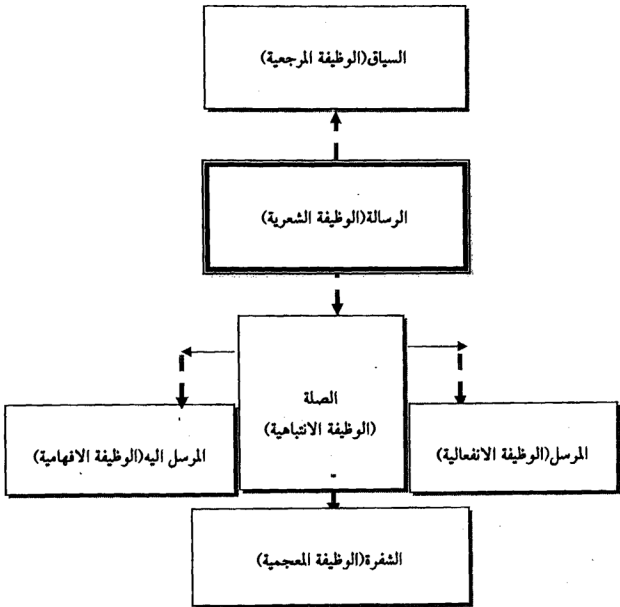 السياق(الوظيفة المرجعية)
الرسالة(الوظيفة الشعرية)
الصلة
(الوظيفة الانتباهية)
المرسل(الوظيفة الانفعالية)
المرسل اليه(الوظيفة الافهامية)
الشفرة(الوظيفة المعجمية)